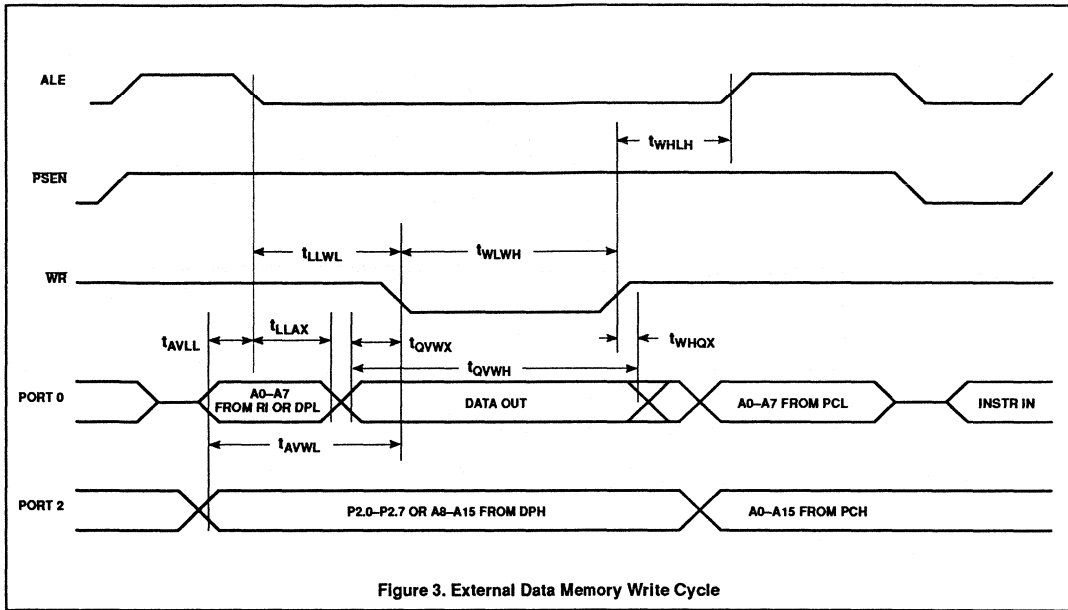 ALE
tWHLH
PSEN
tLLWL
tWLWH
WR
tAVLL
tLLAX
tQVWX
tWHQX
tQVWH
PORT 0
A0–A7
FROM RI OR DPL
DATA OUT
A0–A7 FROM PCL
INSTR IN
tAVWL
PORT 2
P2.0–P2.7 OR A8–A15 FROM DPH
A0–A15 FROM PCH
Figure 3. External Data Memory Write Cycle